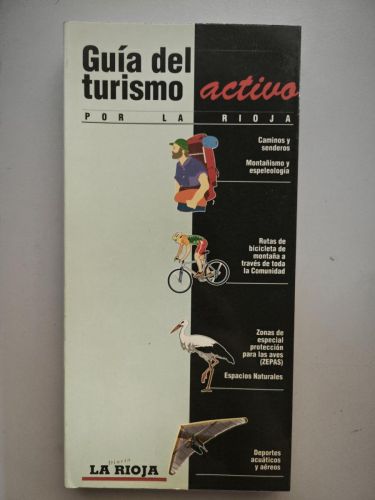 Guía del
turismo activo
POR LA RIOJA
Caminos y
senderos
Montañismo y
espeleología
Rutas de
bicicleta de
montaña a
través de toda
la Comunidad
Zonas de
especial
protección
para las aves
(ZEPAS)
Espacios Naturales
Deportes
acuáticos
y aéreos
Diario
LA RIOJA